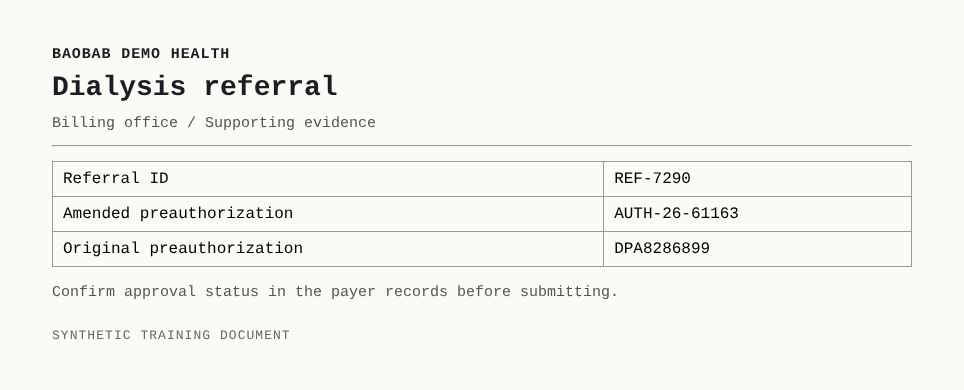 BAOBAB DEMO HEALTH
Dialysis referral
Billing office / Supporting evidence
Referral ID REF-7290
Amended preauthorization AUTH-26-61163
Original preauthorization DPA8286899
Confirm approval status in the payer records before submitting.
SYNTHETIC TRAINING DOCUMENT